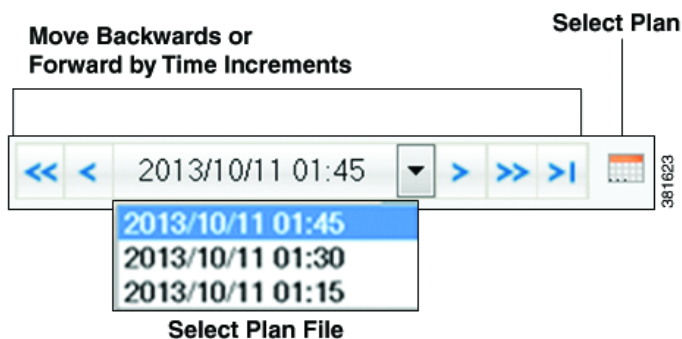 Select Plan
Move Backwards or
Forward by Time Increments
<< < 2013/10/11 01:45 > >> >|
381623
2013/10/11 01:45
2013/10/11 01:30
2013/10/11 01:15
Select Plan File